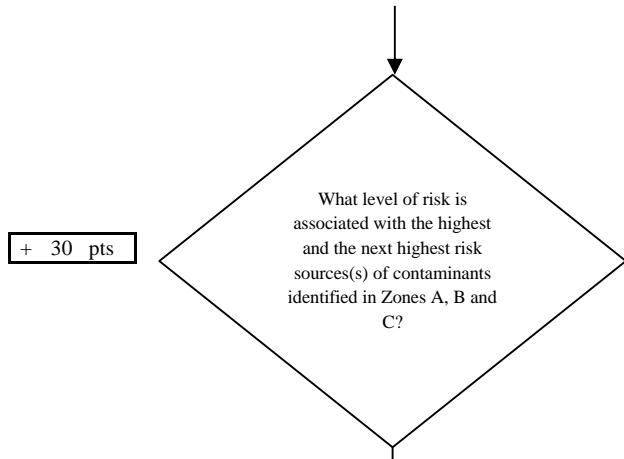 What level of risk is
associated with the highest
and the next highest risk
sources(s) of contaminants
identified in Zones A, B and
C?
+ 30 pts